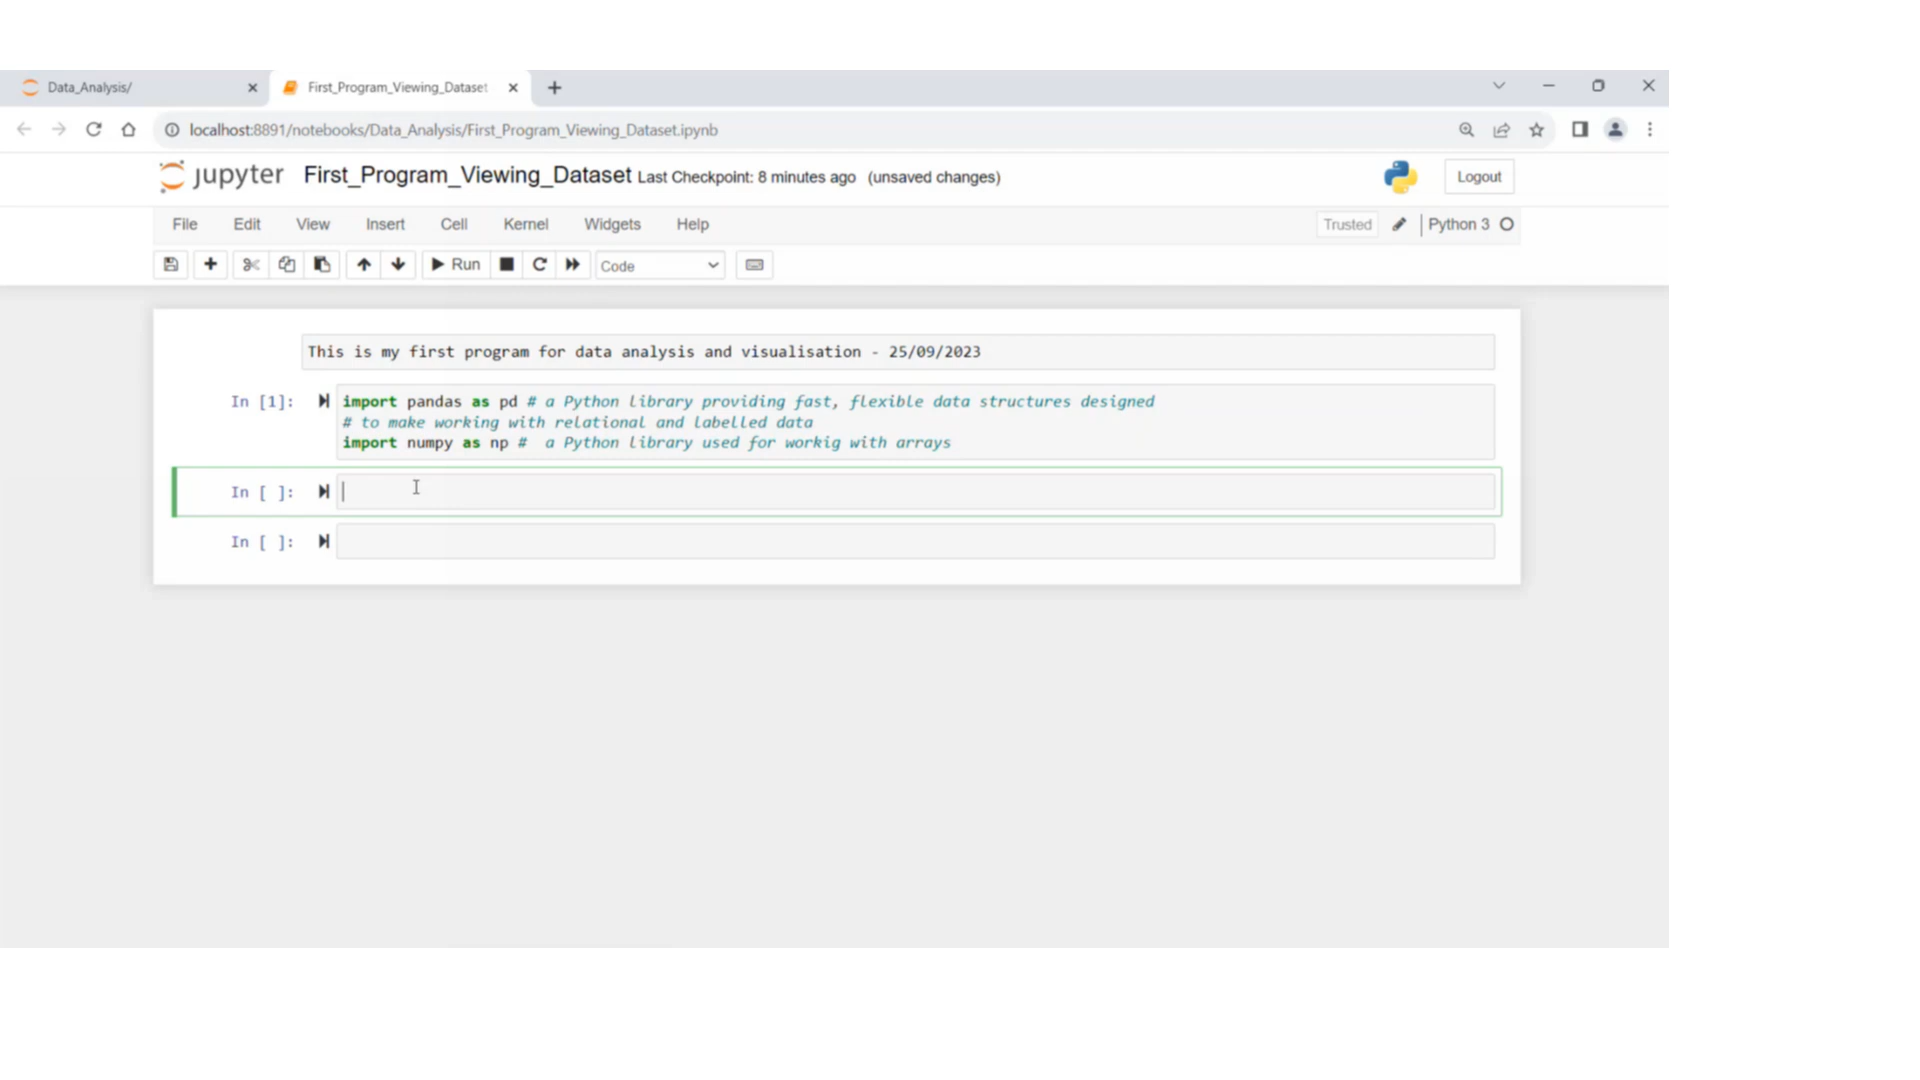 Data_Analysis/
First_Program_Viewing_Dataset
localhost:8891/notebooks/Data_Analysis/First_Program_Viewing_Dataset.ipynb
jupyter First_Program_Viewing_Dataset Last Checkpoint: 8 minutes ago (unsaved changes)
Logout
File Edit View Insert Cell Kernel Widgets Help
Trusted Python 3
Run Code
This is my first program for data analysis and visualisation - 25/09/2023
In [1]: import pandas as pd # a Python library providing fast, flexible data structures designed
# to make working with relational and labelled data
import numpy as np #  a Python library used for workig with arrays
In [ ]:
In [ ]: